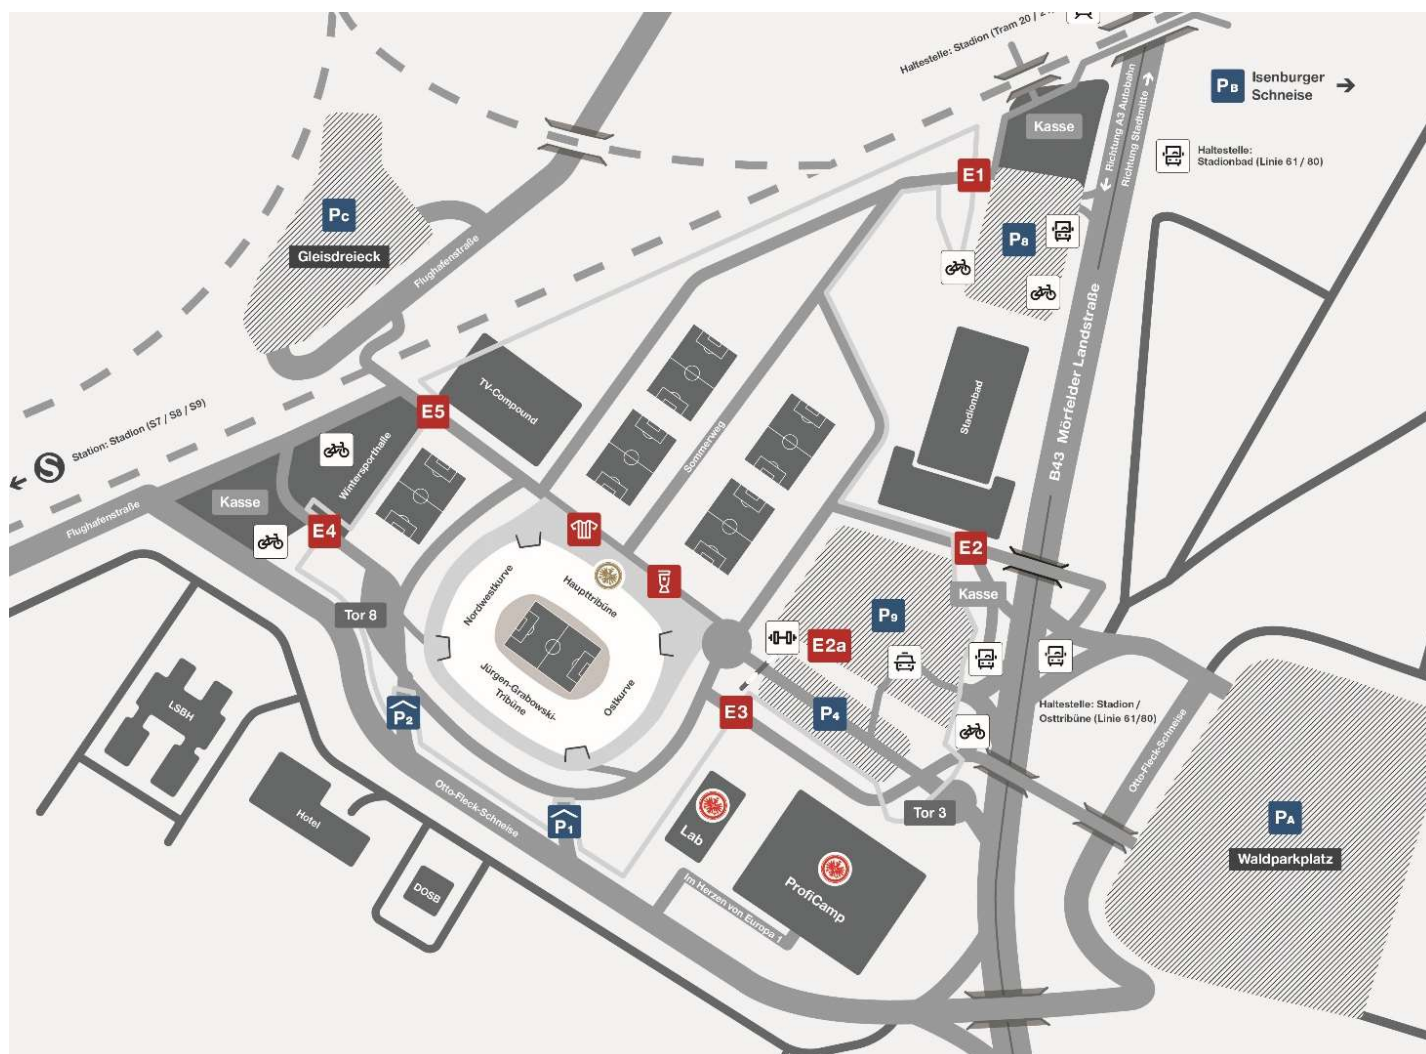 Haltestelle: Stadion (Tram 20 /
PB
Isenburger
Schneise
Kasse
Richtung A3 Autobahn
Richtung Stadtmitte
Haltestelle:
Stadionbad (Linie 61 / 80)
E1
PC
Gleisdreieck
P8
Flughafenstraße
B43 Mörfelder Landstraße
TV-Compound
E5
Stadionbad
Station: Stadion (S7 / S8 / S9)
S
Wintersporthalle
Sommerweg
Kasse
Flughafenstraße
E4
E2
Nordwestkurve
Haupttribüne
Kasse
Tor 8
P9
E2a
Jürgen-Grabowski-
Tribüne
Ostkurve
LSBH
P2
E3
P4
Haltestelle: Stadion /
Osttribüne (Linie 61/80)
Otto-Fleck-Schneise
Otto-Fleck-Schneise
Hotel
P1
Lab
Tor 3
PA
Waldparkplatz
DOSB
ProfiCamp
Im Herzen von Europa 1